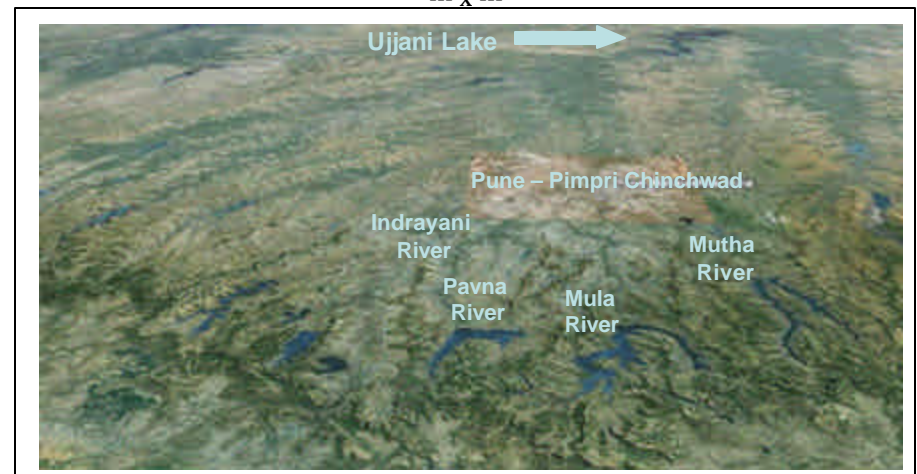 Ujjani Lake
Pune – Pimpri Chinchwad
Indrayani
River
Mutha
River
Pavna
River
Mula
River